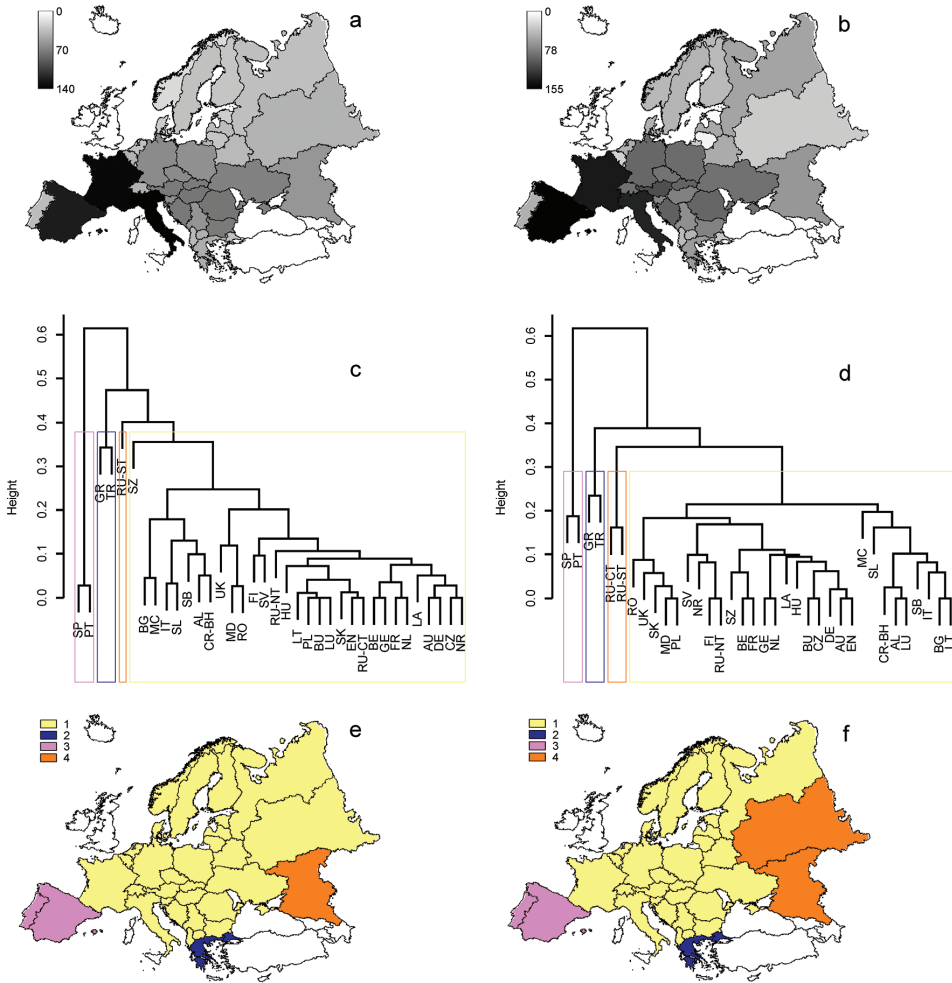 0
70
140
a
0
78
155
b
Height
0.6
0.5
0.4
0.3
0.2
0.1
0.0
c
SP
PT
GR
TR
RU-ST
SZ
BG
MC
IT
SL
SB
AL
CR-BH
UK
MD
RO
FI
SV
RU-NT
HU
LT
PL
BU
LU
SK
EN
RU-CT
BE
GE
FR
NL
LA
AU
DE
CZ
NR
Height
0.6
0.5
0.4
0.3
0.2
0.1
0.0
d
SP
PT
GR
TR
RU-CT
RU-ST
RO
UK
SK
MD
PL
SV
NR
FI
RU-NT
SZ
BE
FR
GE
NL
LA
HU
BU
CZ
DE
AU
EN
MC
SL
CR-BH
AL
LU
SB
IT
BG
LT
1
2
3
4
e
1
2
3
4
f